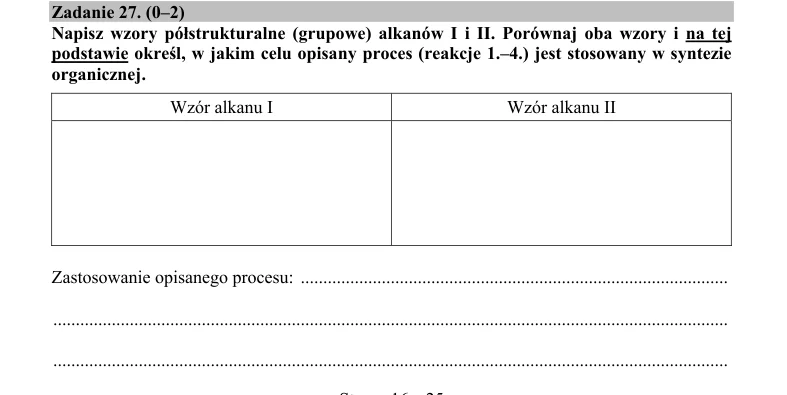 Zadanie 27. (0–2)
Napisz wzory półstrukturalne (grupowe) alkanów I i II. Porównaj oba wzory i na tej
podstawie określ, w jakim celu opisany proces (reakcje 1.–4.) jest stosowany w syntezie
organicznej.
Wzór alkanu I
Wzór alkanu II
Zastosowanie opisanego procesu: ................................................................................................
........................................................................................................................................................
........................................................................................................................................................